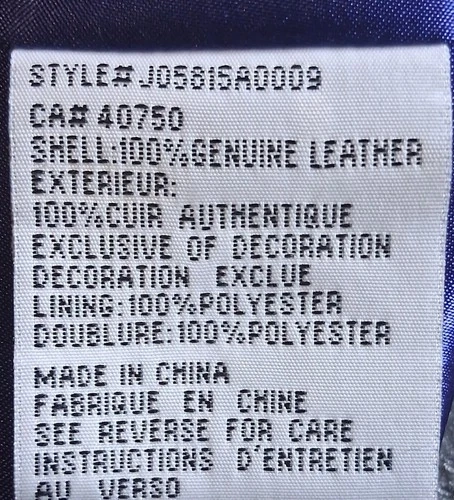 STYLE# J05815A0009
CA# 40750
SHELL:100%GENUINE LEATHER
EXTERIEUR:
100%CUIR AUTHENTIQUE
EXCLUSIVE OF DECORATION
DECORATION EXCLUE
LINING:100%POLYESTER
DOUBLURE:100%POLYESTER
MADE IN CHINA
FABRIQUE EN CHINE
SEE REVERSE FOR CARE
INSTRUCTIONS D'ENTRETIEN
AU VERSO